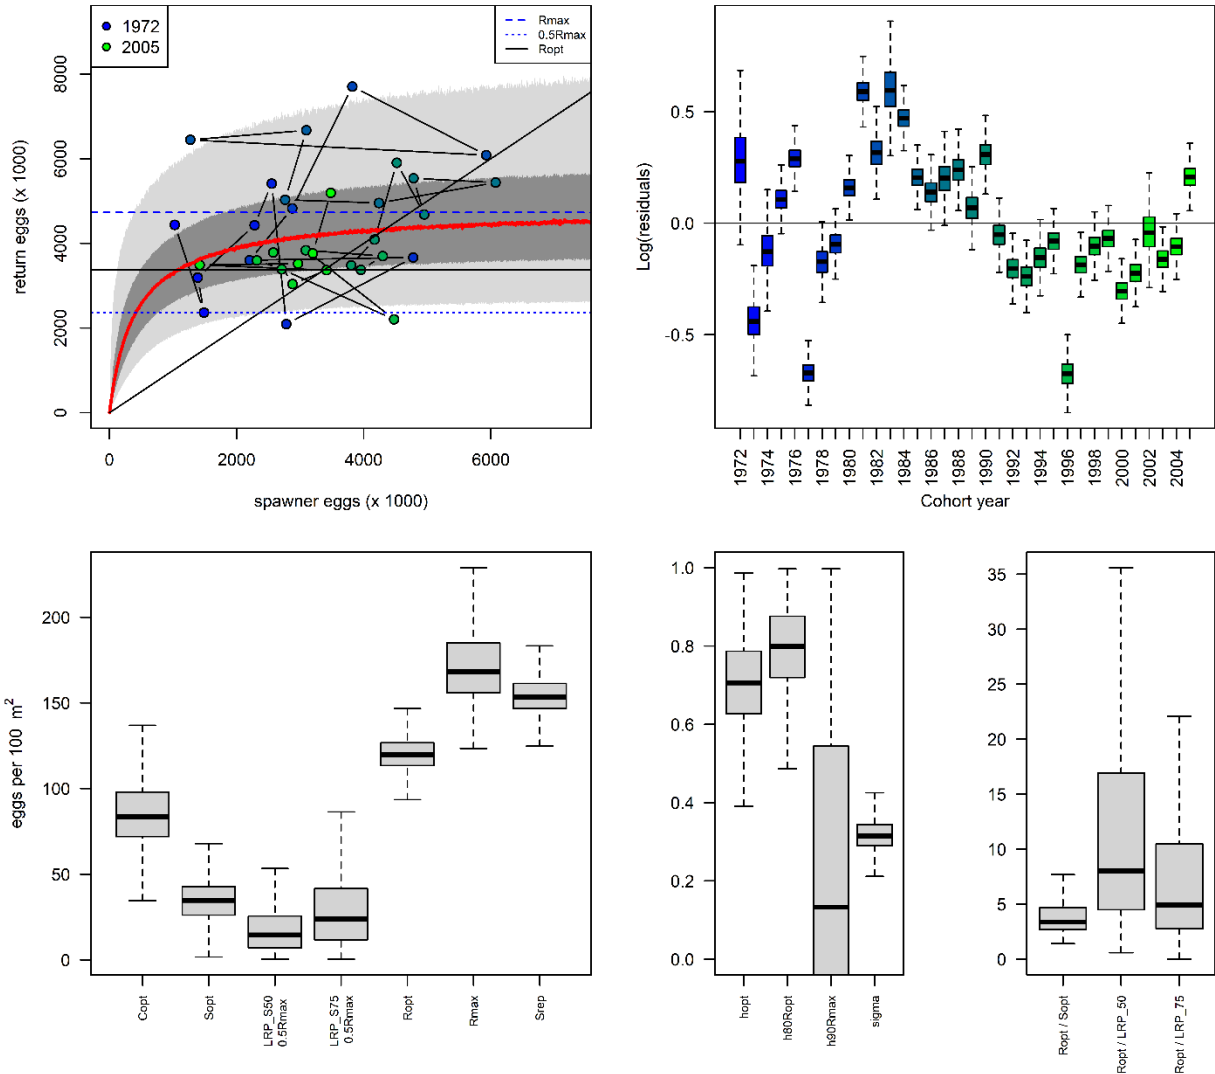 1972
2005
Rmax
0.5Rmax
Ropt
return eggs (x 1000)
8000
6000
4000
2000
0
0
2000
4000
6000
spawner eggs (x 1000)
Log(residuals)
0.5
0.0
-0.5
1972
1974
1976
1978
1980
1982
1984
1986
1988
1990
1992
1994
1996
1998
2000
2002
2004
Cohort year
eggs per 100 m²
200
150
100
50
0
Copt
Sopt
LRP_S50
0.5Rmax
LRP_S75
0.5Rmax
Ropt
Rmax
Srep
1.0
0.8
0.6
0.4
0.2
0.0
hopt
h80Ropt
h90Rmax
sigma
35
30
25
20
15
10
5
0
Ropt / Sopt
Ropt / LRP_50
Ropt / LRP_75